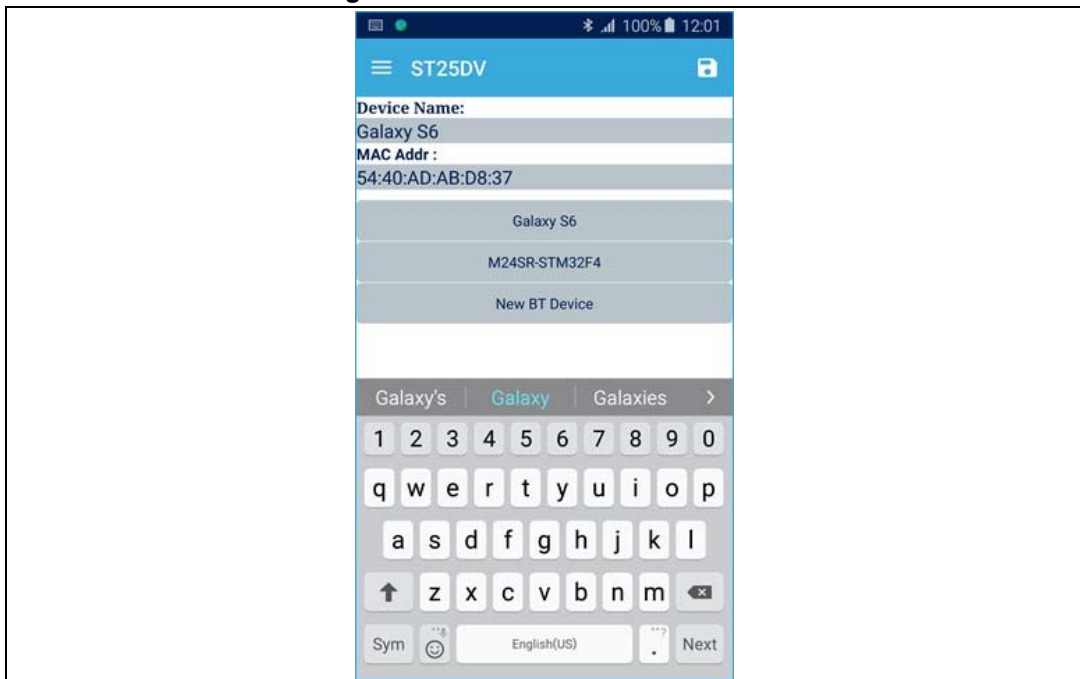 100% 12:01
ST25DV
Device Name:
Galaxy S6
MAC Addr :
54:40:AD:AB:D8:37
Galaxy S6
M24SR-STM32F4
New BT Device
Galaxy's Galaxy Galaxies >
1 2 3 4 5 6 7 8 9 0
q w e r t y u i o p
a s d f g h j k l
z x c v b n m
Sym English(US) . Next